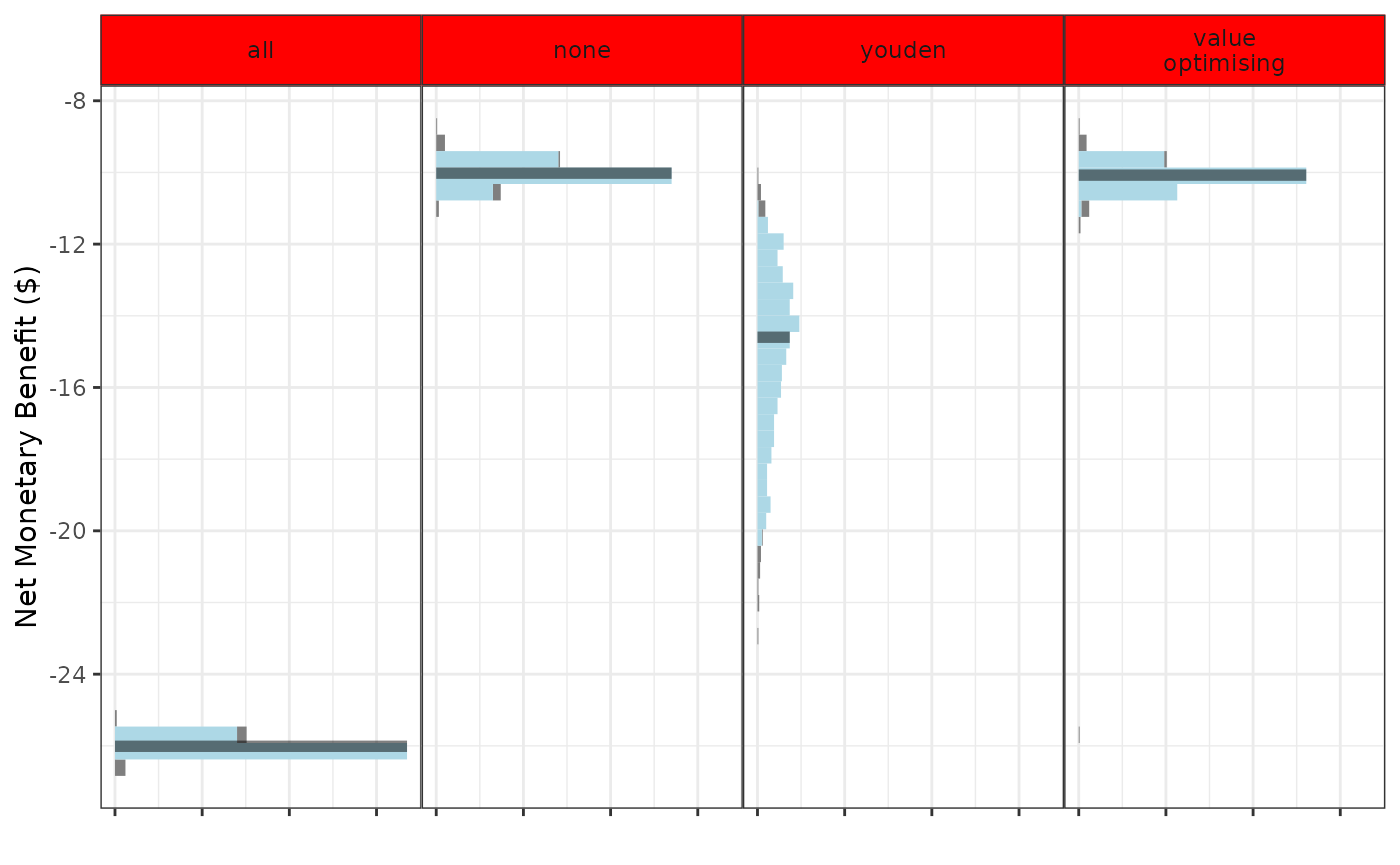 all
none
youden
value
optimising
Net Monetary Benefit ($)
-8
-12
-16
-20
-24